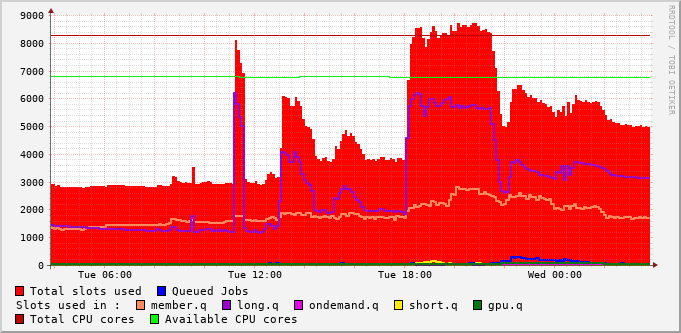 RRDTOOL / TOBI OETIKER
9000
8000
7000
6000
5000
4000
3000
2000
1000
0
Tue 06:00 Tue 12:00 Tue 18:00 Wed 00:00
Total slots used Queued Jobs
Slots used in : member.q long.q ondemand.q short.q gpu.q
Total CPU cores Available CPU cores